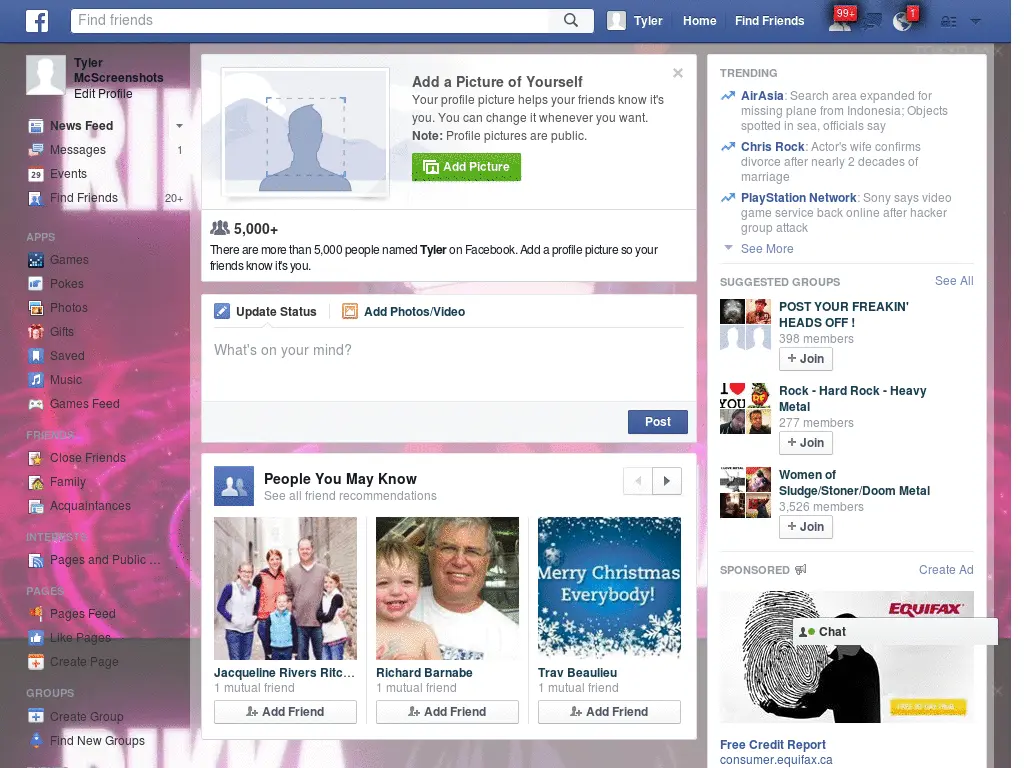 Find friends
Tyler
Home
Find Friends
99+
1
Tyler
McScreenshots
Edit Profile
News Feed
Messages
1
29
Events
Find Friends
20+
APPS
Games
Pokes
Photos
Gifts
Saved
Music
Games Feed
FRIENDS
Close Friends
Family
Acquaintances
INTERESTS
Pages and Public ...
PAGES
Pages Feed
Like Pages
Create Page
GROUPS
Create Group
Find New Groups
Add a Picture of Yourself
Your profile picture helps your friends know it's
you. You can change it whenever you want.
Note: Profile pictures are public.
Add Picture
5,000+
There are more than 5,000 people named Tyler on Facebook. Add a profile picture so your
friends know it's you.
Update Status
Add Photos/Video
What's on your mind?
Post
People You May Know
See all friend recommendations
Merry Christmas
Everybody!
Jacqueline Rivers Ritc...
1 mutual friend
Add Friend
Richard Barnabe
1 mutual friend
Add Friend
Trav Beaulieu
1 mutual friend
Add Friend
TRENDING
AirAsia: Search area expanded for
missing plane from Indonesia; Objects
spotted in sea, officials say
Chris Rock: Actor's wife confirms
divorce after nearly 2 decades of
marriage
PlayStation Network: Sony says video
game service back online after hacker
group attack
See More
SUGGESTED GROUPS
See All
POST YOUR FREAKIN'
HEADS OFF !
398 members
+ Join
I
YOU
Rock - Hard Rock - Heavy
Metal
277 members
+ Join
Women of
Sludge/Stoner/Doom Metal
3,526 members
+ Join
SPONSORED
Create Ad
EQUIFAX
Chat
Free Credit Report
consumer.equifax.ca